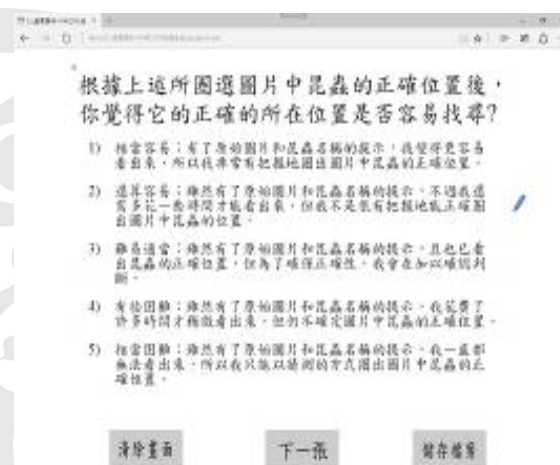 根據上述所圈選圖片中昆蟲的正確位置後，
你覺得它的正確的所在位置是否容易找尋?
1) 相當容易：有了原始圖片和昆蟲名稱的提示，我覺得更容易
看出來，所以我非常有把握地圈出圖片中昆蟲的正確位置。
2) 還算容易：雖然有了原始圖片和昆蟲名稱的提示，不過我還
需多花一些時間才能看出來，但我不是很有把握地能正確圈
出圖片中昆蟲的位置。
3) 難易適當：雖然有了原始圖片和昆蟲名稱的提示，且也已看
出昆蟲的正確位置，但為了確保正確性，我會在加以確認判
斷。
4) 有些困難：雖然有了原始圖片和昆蟲名稱的提示，我花費了
許多時間才稍微看出來，但仍不確定圖片中昆蟲的正確位置。
5) 相當困難：雖然有了原始圖片和昆蟲名稱的提示，我一直都
無法看出來，所以我只能以猜測的方式圈出圖片中昆蟲的正
確位置。
清除畫面
下一張
儲存檔案